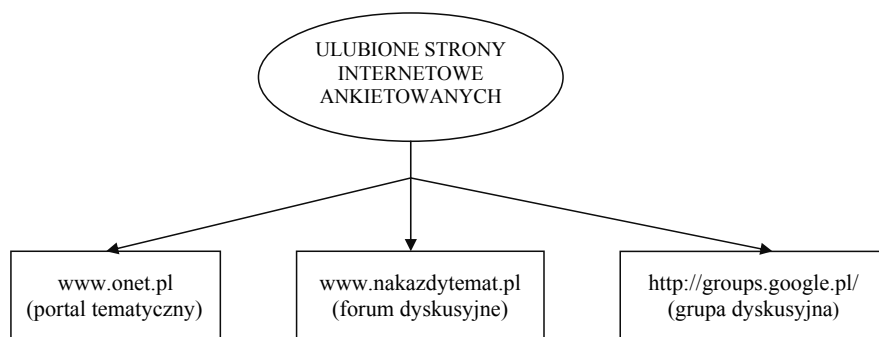 ULUBIONE STRONY
INTERNETOWE
ANKIETOWANYCH
www.onet.pl
(portal tematyczny)
www.nakazdytemat.pl
(forum dyskusyjne)
http://groups.google.pl/
(grupa dyskusyjna)